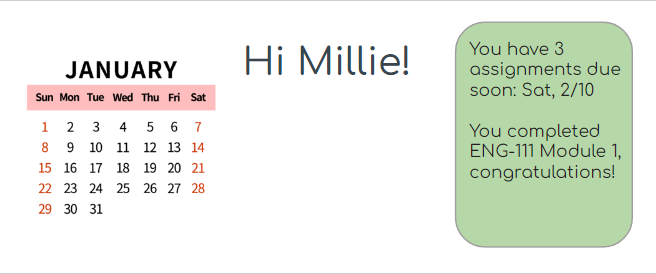 JANUARY
Sun Mon Tue Wed Thu Fri Sat
1 2 3 4 5 6 7
8 9 10 11 12 13 14
15 16 17 18 19 20 21
22 23 24 25 26 27 28
29 30 31
Hi Millie!
You have 3
assignments due
soon: Sat, 2/10
You completed
ENG-111 Module 1,
congratulations!